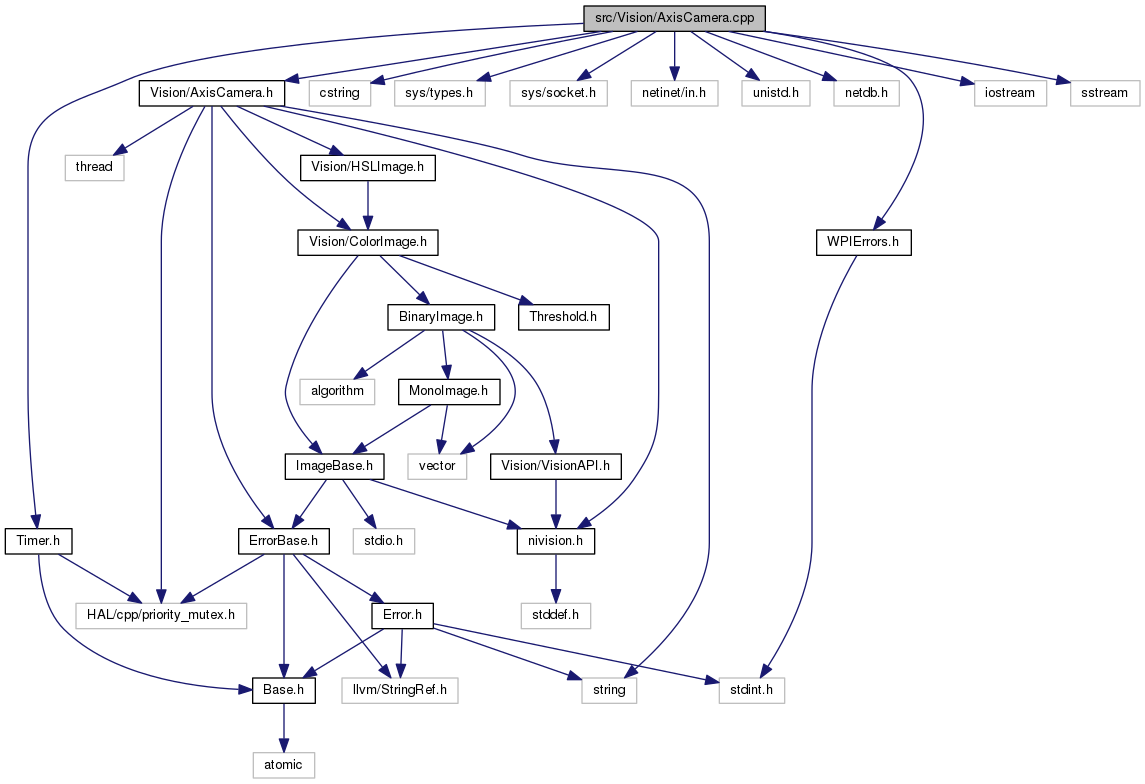 src/Vision/AxisCamera.cpp
Vision/AxisCamera.h
cstring
sys/types.h
sys/socket.h
netinet/in.h
unistd.h
netdb.h
iostream
sstream
thread
Vision/HSLImage.h
Vision/ColorImage.h
WPIErrors.h
BinaryImage.h
Threshold.h
algorithm
MonoImage.h
ImageBase.h
vector
Vision/VisionAPI.h
Timer.h
ErrorBase.h
stdio.h
nivision.h
HAL/cpp/priority_mutex.h
Error.h
stddef.h
Base.h
llvm/StringRef.h
string
stdint.h
atomic